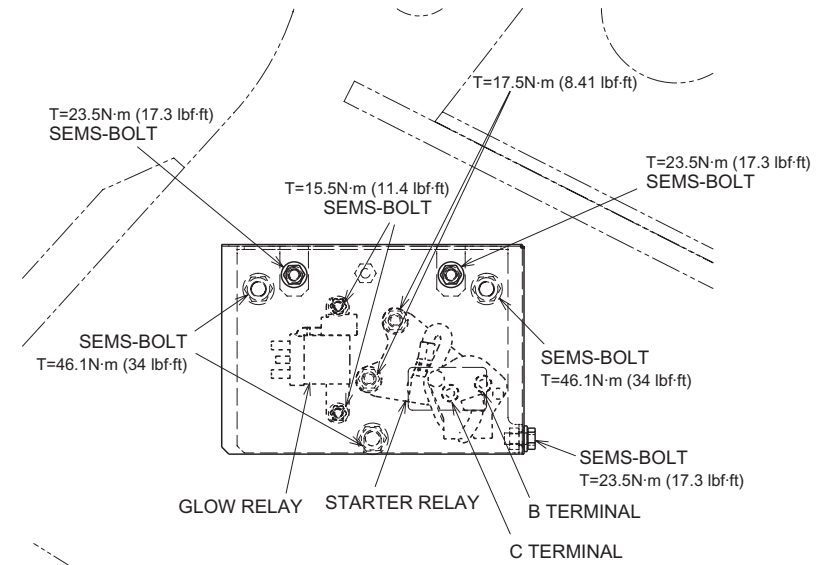 T=17.5N·m (8.41 lbf·ft)
T=23.5N·m (17.3 lbf·ft)
SEMS-BOLT
T=23.5N·m (17.3 lbf·ft)
SEMS-BOLT
T=15.5N·m (11.4 lbf·ft)
SEMS-BOLT
SEMS-BOLT
T=46.1N·m (34 lbf·ft)
SEMS-BOLT
T=46.1N·m (34 lbf·ft)
SEMS-BOLT
T=23.5N·m (17.3 lbf·ft)
GLOW RELAY
STARTER RELAY
B TERMINAL
C TERMINAL